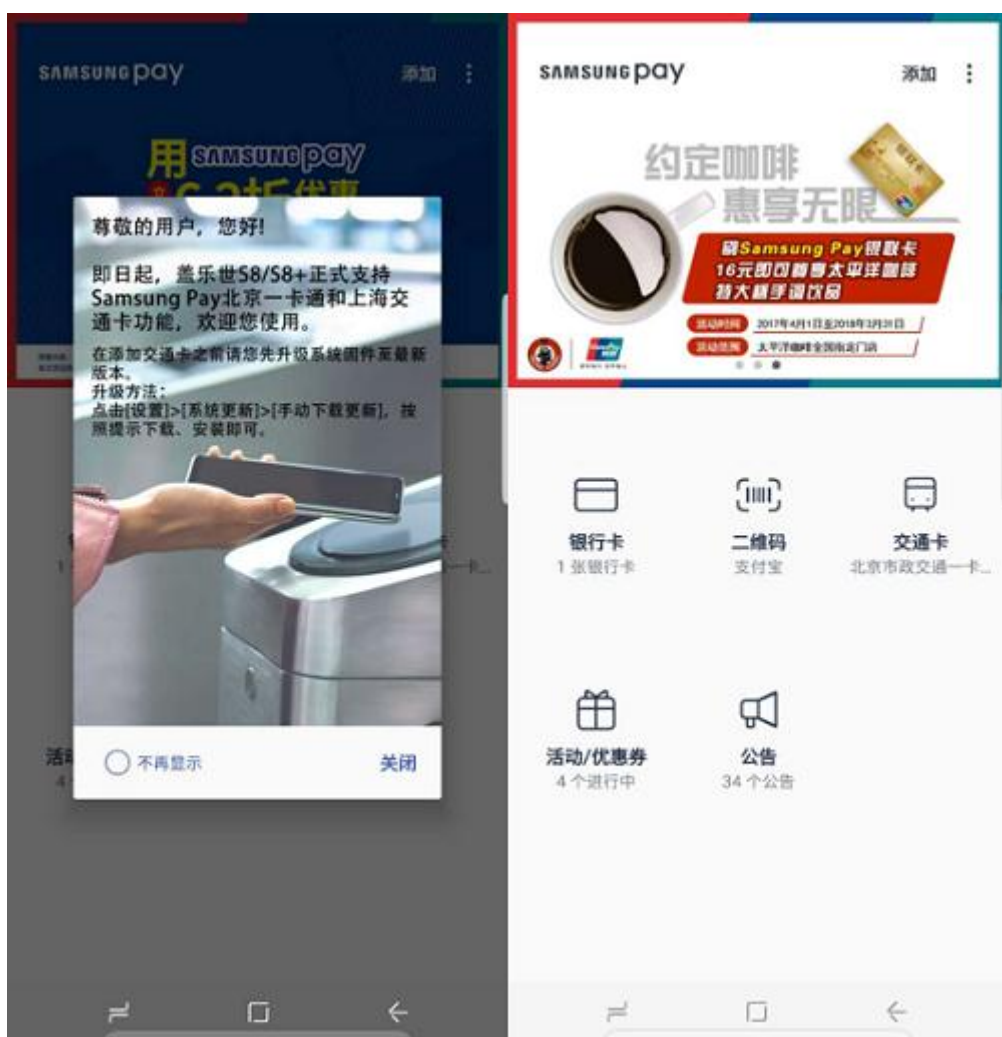 SAMSUNG pay
添加
用 SAMSUNG pay
尊敬的用户，您好!
即日起，盖乐世S8/S8+正式支持
Samsung Pay北京一卡通和上海交
通卡功能，欢迎您使用。
在添加交通卡之前请您先升级系统固件至最新
版本。
升级方法：
点击[设置]>[系统更新]>[手动下载更新]，按
照提示下载、安装即可。
不再显示
关闭
SAMSUNG pay
添加
约定咖啡
惠享无限
刷Samsung Pay银联卡
16元即可尊享太平洋咖啡
特大杯手调饮品
活动时间 2017年4月1日至2018年3月31日
活动范围 太平洋咖啡全国指定门店
银行卡
1 张银行卡
二维码
支付宝
交通卡
北京市政交通一卡...
活动/优惠券
4 个进行中
公告
34 个公告